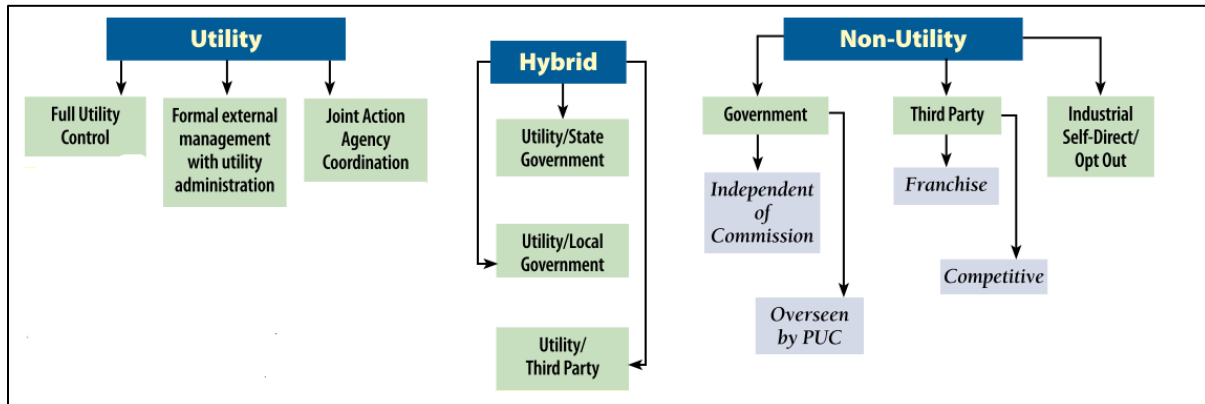 Utility
Full Utility
Control
Formal external
management
with utility
administration
Joint Action
Agency
Coordination
Hybrid
Utility/State
Government
Utility/Local
Government
Utility/
Third Party
Non-Utility
Government
Independent
of
Commission
Overseen
by PUC
Third Party
Franchise
Competitive
Industrial
Self-Direct/
Opt Out